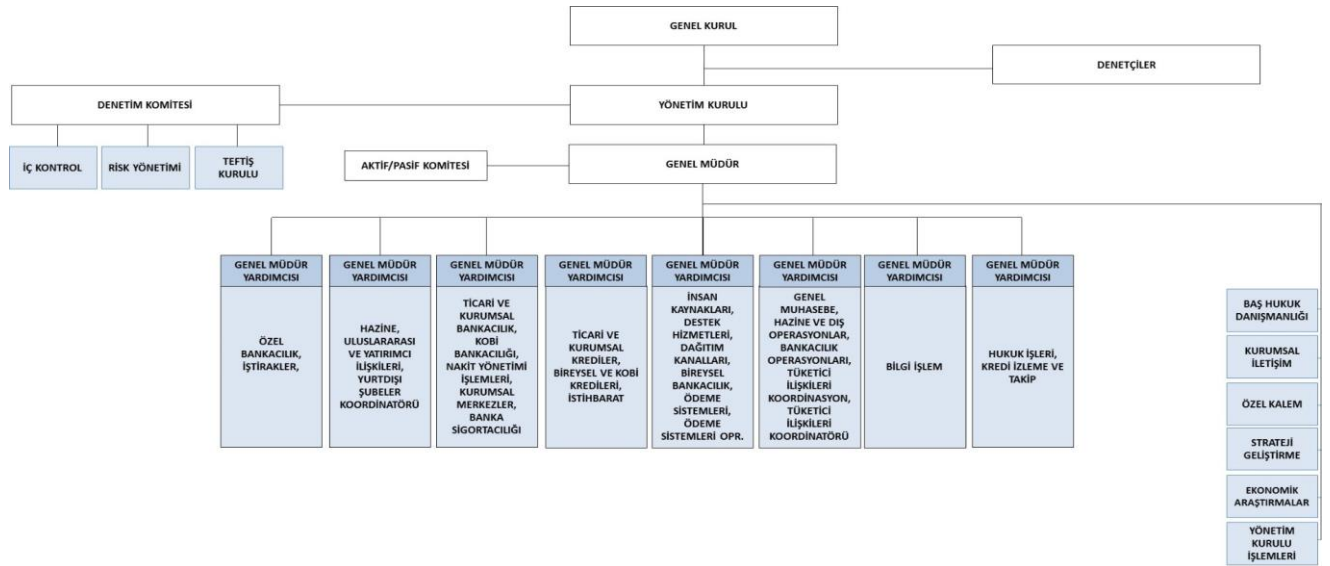 GENEL KURUL
DENETÇİLER
DENETİM KOMİTESİ
YÖNETİM KURULU
İÇ KONTROL
RİSK YÖNETİMİ
TEFTİŞ
KURULU
AKTİF/PASİF KOMİTESİ
GENEL MÜDÜR
GENEL MÜDÜR
YARDIMCISI
ÖZEL
BANKACILIK,
İŞTİRAKLER,
GENEL MÜDÜR
YARDIMCISI
HAZİNE,
ULUSLARARASI
VE YATIRIMCI
İLİŞKİLERİ,
YURTDIŞI
ŞUBELER
KOORDİNATÖRÜ
GENEL MÜDÜR
YARDIMCISI
TİCARİ VE
KURUMSAL
BANKACILIK,
KOBİ
BANKACILIĞI,
NAKİT YÖNETİMİ
İŞLEMLERİ,
KURUMSAL
MERKEZLER,
BANKA
SİGORTACILIĞI
GENEL MÜDÜR
YARDIMCISI
TİCARİ VE
KURUMSAL
KREDİLER,
BİREYSEL VE KOBİ
KREDİLERİ,
İSTİHBARAT
GENEL MÜDÜR
YARDIMCISI
İNSAN
KAYNAKLARI,
DESTEK
HİZMETLERİ,
DAĞITIM
KANALLARI,
BİREYSEL
BANKACILIK,
ÖDEME
SİSTEMLERİ,
ÖDEME
SİSTEMLERİ OPR.
GENEL MÜDÜR
YARDIMCISI
GENEL
MUHASEBE,
HAZİNE VE DIŞ
OPERASYONLAR,
BANKACILIK
OPERASYONLARI,
TÜKETİCİ
İLİŞKİLERİ
KOORDİNASYON,
TÜKETİCİ
İLİŞKİLERİ
KOORDİNATÖRÜ
GENEL MÜDÜR
YARDIMCISI
BİLGİ İŞLEM
GENEL MÜDÜR
YARDIMCISI
HUKUK İŞLERİ,
KREDİ İZLEME VE
TAKİP
BAŞ HUKUK
DANIŞMANLIĞI
KURUMSAL
İLETİŞİM
ÖZEL KALEM
STRATEJİ
GELİŞTİRME
EKONOMİK
ARAŞTIRMALAR
YÖNETİM
KURULU
İŞLEMLERİ